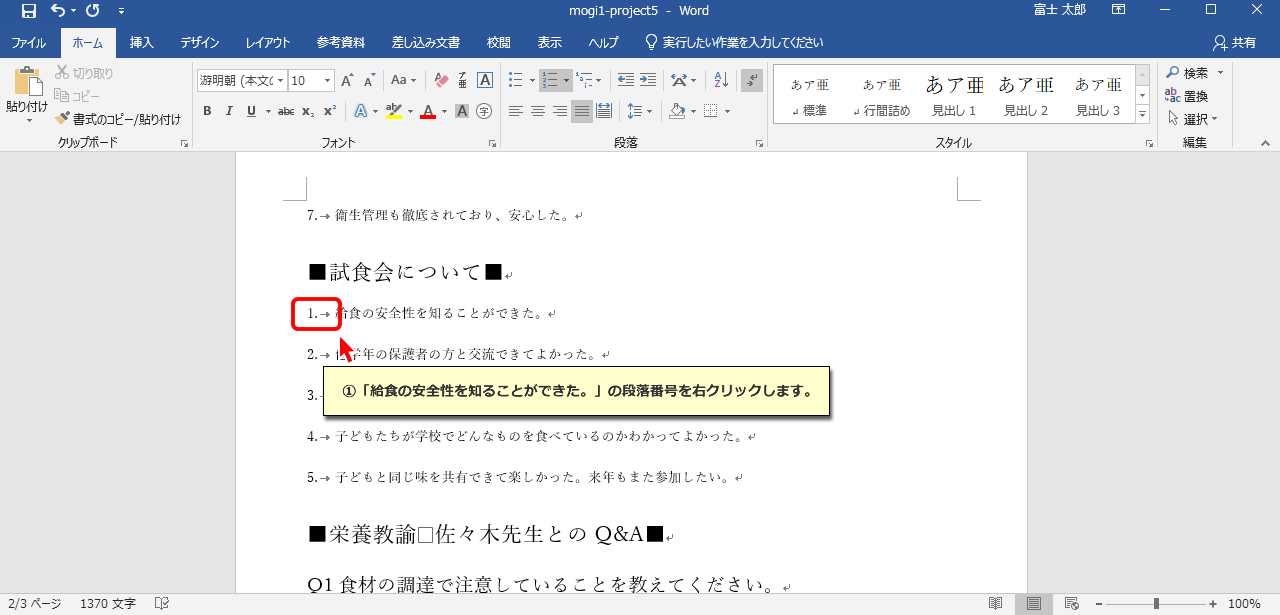 mogi1-project5 - Word
富士 太郎
ファイル ホーム 挿入 デザイン レイアウト 参考資料 差し込み文書 校閲 表示 ヘルプ 実行したい作業を入力してください 共有
貼り付け
切り取り
コピー
書式のコピー/貼り付け
クリップボード
游明朝 (本文の 10
フォント
段落
あア亜 あア亜 あア亜 あア亜 あア亜
標準 行間詰め 見出し 1 見出し 2 見出し 3
スタイル
検索
置換
選択
編集
7. 衛生管理も徹底されており、安心した。
■試食会について■
1. 給食の安全性を知ることができた。
2. 他学年の保護者の方と交流できてよかった。
①「給食の安全性を知ることができた。」の段落番号を右クリックします。
3.
4. 子どもたちが学校でどんなものを食べているのかわかってよかった。
5. 子どもと同じ味を共有できて楽しかった。来年もまた参加したい。
■栄養教諭□佐々木先生との Q&A■
Q1 食材の調達で注意していることを教えてください。
2/3 ページ 1370 文字 100%